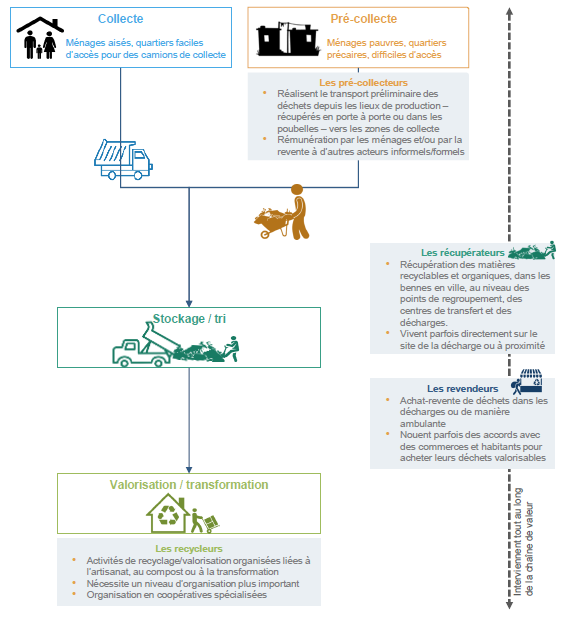 Collecte
Ménages aisés, quartiers faciles
d'accès pour des camions de collecte
Pré-collecte
Ménages pauvres, quartiers
précaires, difficiles d'accès
Les pré-collecteurs
• Réalisent le transport préliminaire des
déchets depuis les lieux de production –
récupérés en porte à porte ou dans les
poubelles – vers les zones de collecte
• Rémunération par les ménages et/ou par la
revente à d'autres acteurs informels/formels
Les récupérateurs
• Récupération des matières
recyclables et organiques, dans les
bennes en ville, au niveau des
points de regroupement, des
centres de transfert et des
décharges.
• Vivent parfois directement sur le
site de la décharge ou à proximité
Stockage / tri
Les revendeurs
• Achat-revente de déchets dans les
décharges ou de manière
ambulante
• Nouent parfois des accords avec
des commerces et habitants pour
acheter leurs déchets valorisables
Valorisation / transformation
Les recycleurs
• Activités de recyclage/valorisation organisées liées à
l'artisanat, au compost ou à la transformation
• Nécessite un niveau d'organisation plus important
• Organisation en coopératives spécialisées
Interviennent tout au long
de la chaîne de valeur